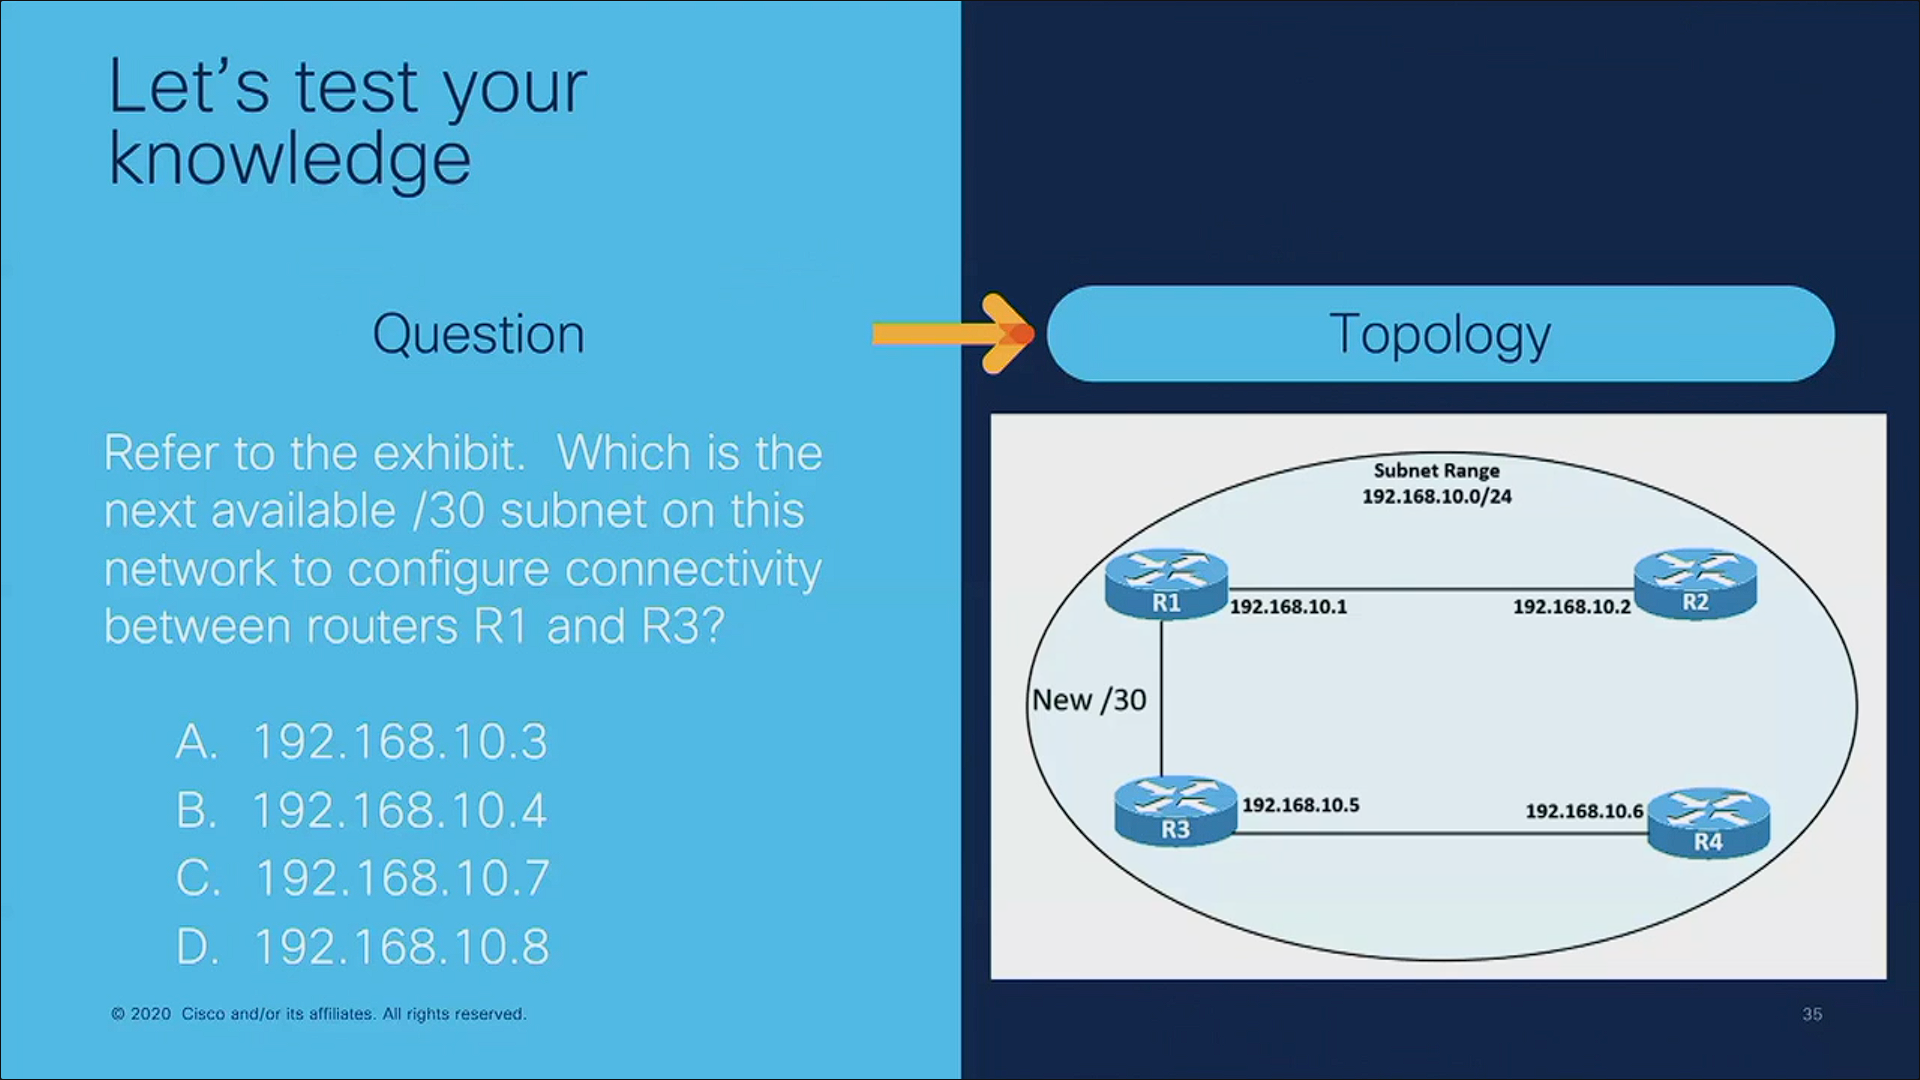 Let's test your
knowledge
Question
Topology
Refer to the exhibit.  Which is the
next available /30 subnet on this
network to configure connectivity
between routers R1 and R3?
A. 192.168.10.3
B. 192.168.10.4
C. 192.168.10.7
D. 192.168.10.8
Subnet Range
192.168.10.0/24
R1
192.168.10.1
192.168.10.2
R2
New /30
R3
192.168.10.5
192.168.10.6
R4
© 2020  Cisco and/or its affiliates. All rights reserved.
35